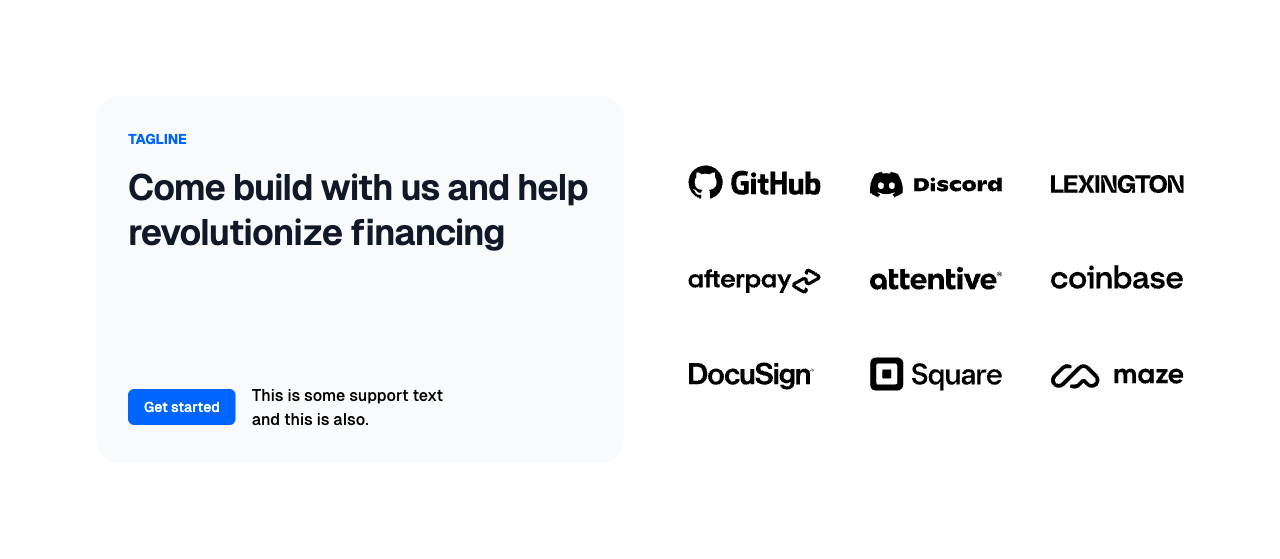 TAGLINE
Come build with us and help
revolutionize financing
Get started
This is some support text
and this is also.
GitHub
Discord
LEXINGTON
afterpay
attentive®
coinbase
DocuSign
Square
maze